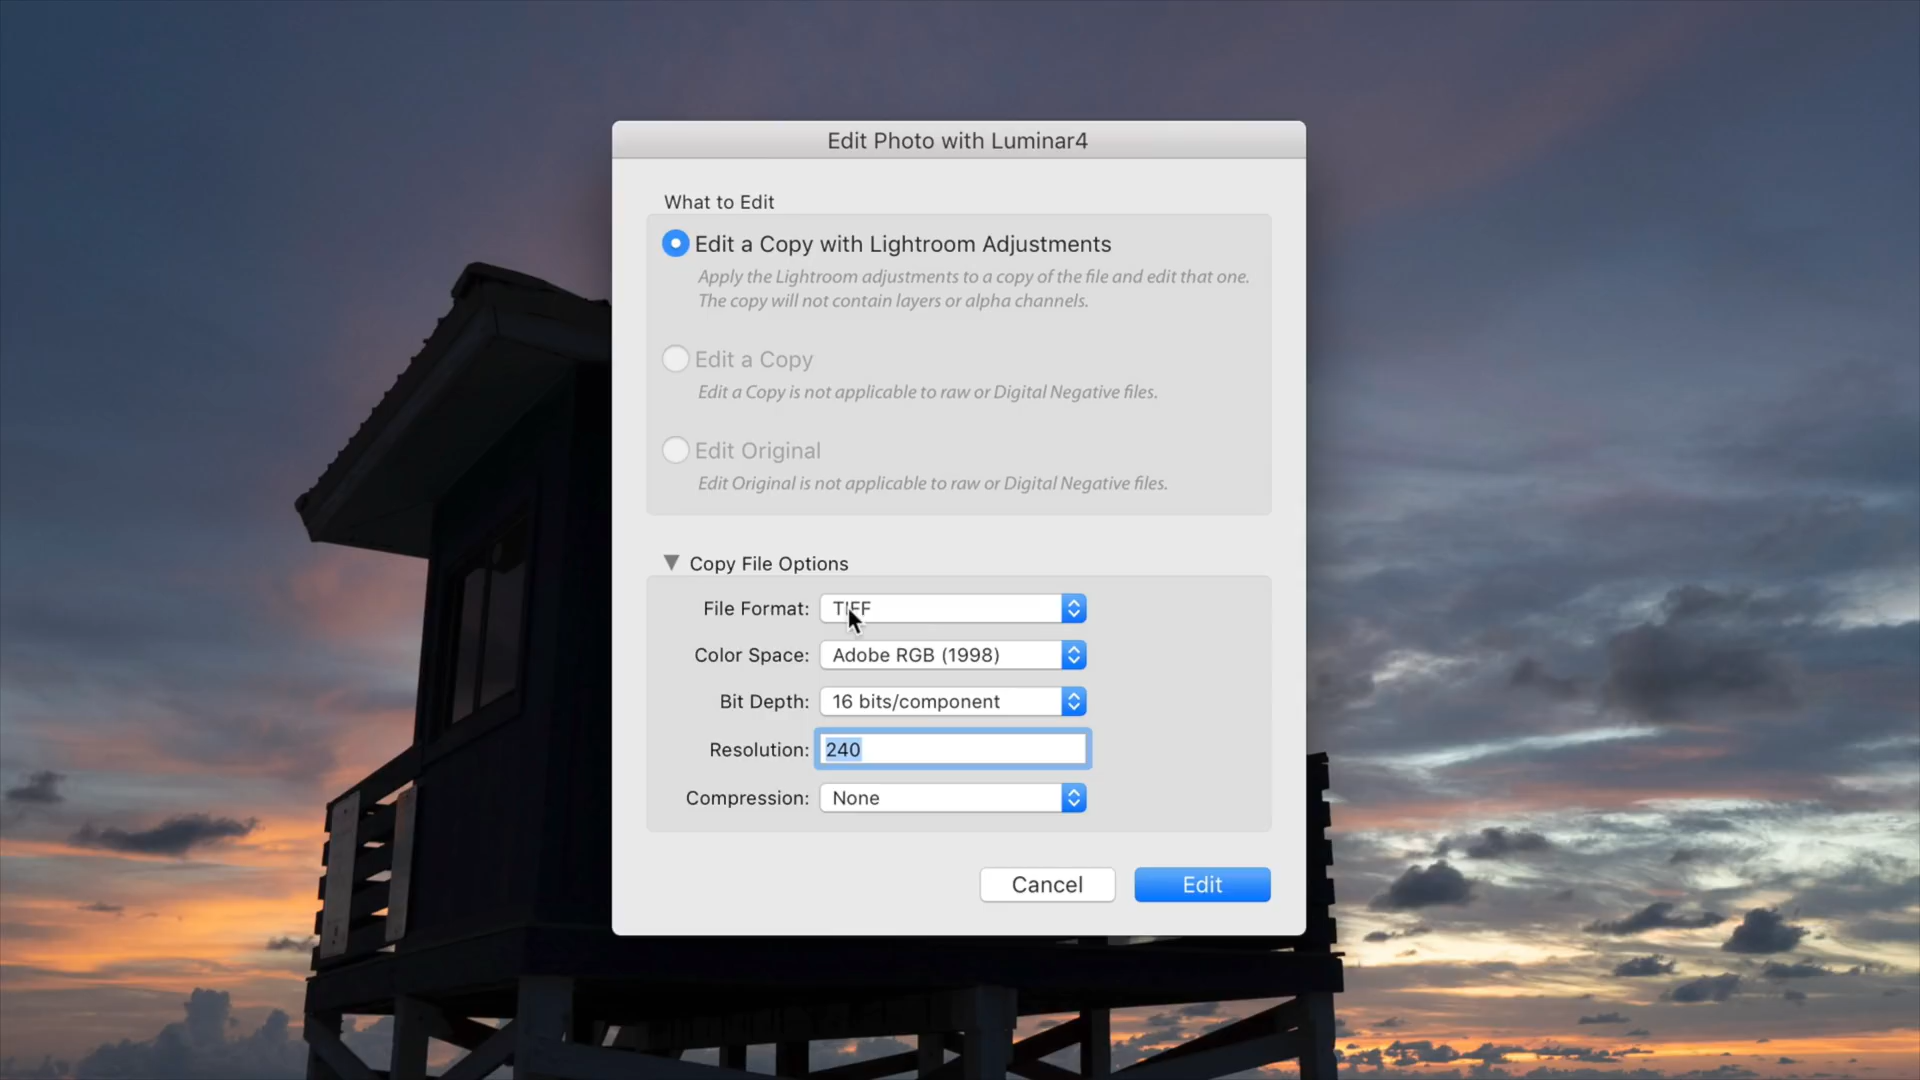 Edit Photo with Luminar4
What to Edit
Edit a Copy with Lightroom Adjustments
Apply the Lightroom adjustments to a copy of the file and edit that one.
The copy will not contain layers or alpha channels.
Edit a Copy
Edit a Copy is not applicable to raw or Digital Negative files.
Edit Original
Edit Original is not applicable to raw or Digital Negative files.
Copy File Options
File Format: TIFF
Color Space: Adobe RGB (1998)
Bit Depth: 16 bits/component
Resolution: 240
Compression: None
Cancel Edit